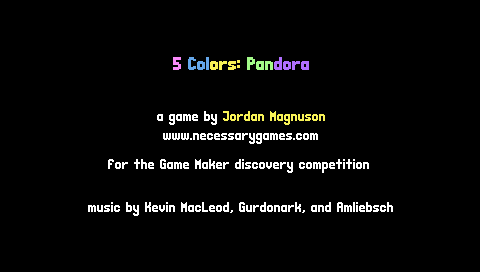 5 Colors: Pandora
a game by Jordan Magnuson
www.necessarygames.com
for the Game Maker discovery competition
music by Kevin MacLeod, Gurdonark, and Amliebsch